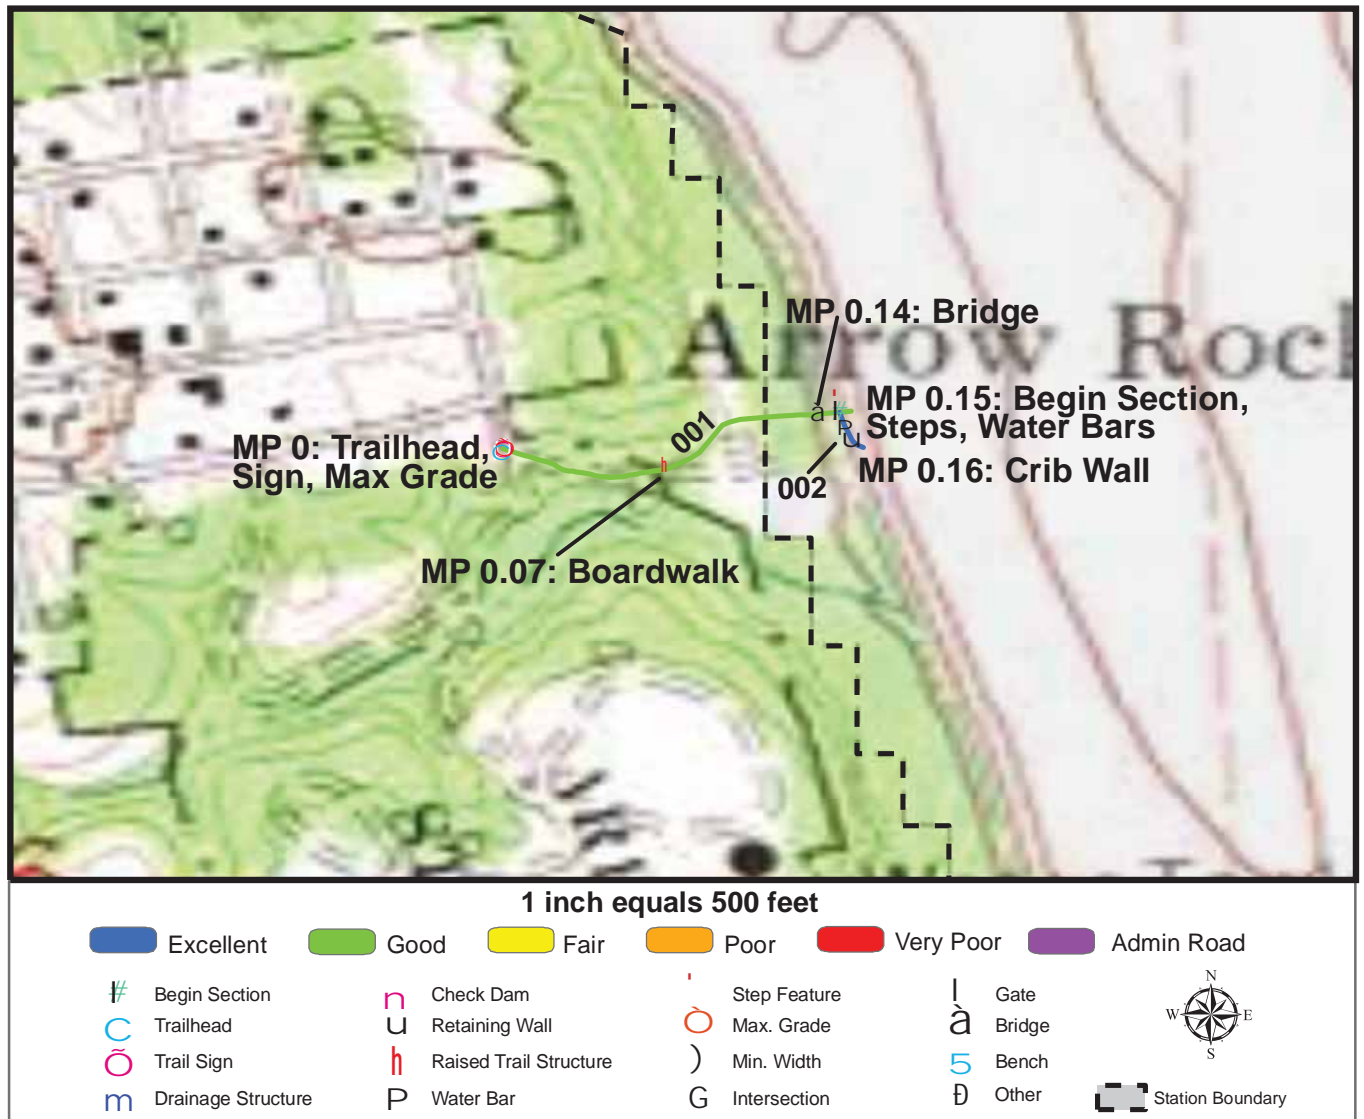 MP 0.14: Bridge
Arrow Rock
MP 0.15: Begin Section,
Steps, Water Bars
001
MP 0: Trailhead,
Sign, Max Grade
MP 0.16: Crib Wall
002
MP 0.07: Boardwalk
1 inch equals 500 feet
Excellent
Good
Fair
Poor
Very Poor
Admin Road
# Begin Section
n Check Dam
' Step Feature
l Gate
C Trailhead
u Retaining Wall
Ò Max. Grade
à Bridge
Õ Trail Sign
h Raised Trail Structure
) Min. Width
5 Bench
m Drainage Structure
P Water Bar
G Intersection
Ð Other
Station Boundary
N
W
E
S